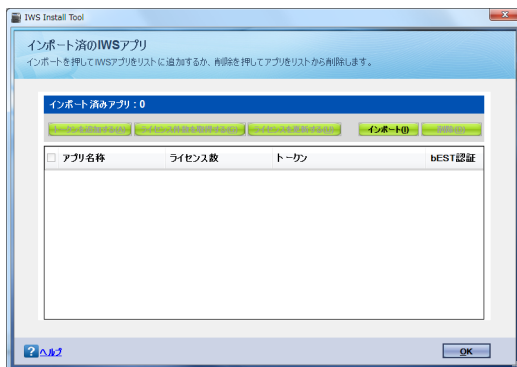 IWS Install Tool
インポート済のIWSアプリ
インポートを押してIWSアプリをリストに追加するか、削除を押してアプリをリストから削除します。
インポート済みアプリ : 0
インポート(I)
アプリ名称 ライセンス数 トークン bEST認証
ヘルプ
OK